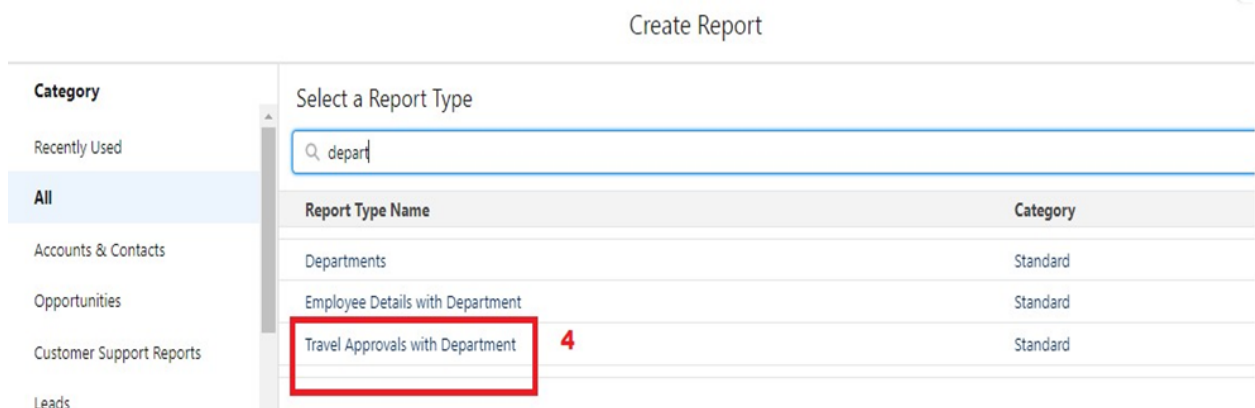 Create Report
Category
Recently Used
All
Accounts & Contacts
Opportunities
Customer Support Reports
Leads
Select a Report Type
depart
Report Type Name Category
Departments Standard
Employee Details with Department Standard
Travel Approvals with Department 4 Standard